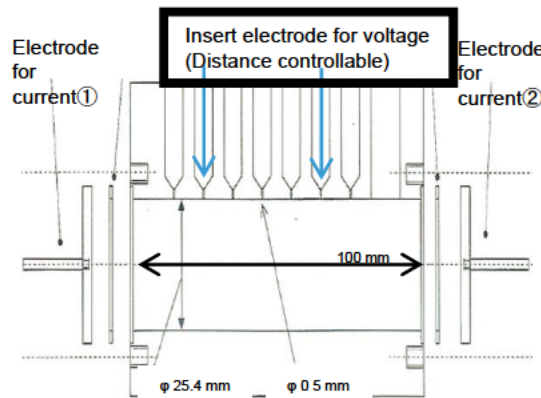 Insert electrode for voltage
(Distance controllable)
Electrode
for
current①
Electrode
for
current②
100 mm
φ 25.4 mm
φ 0 5 mm